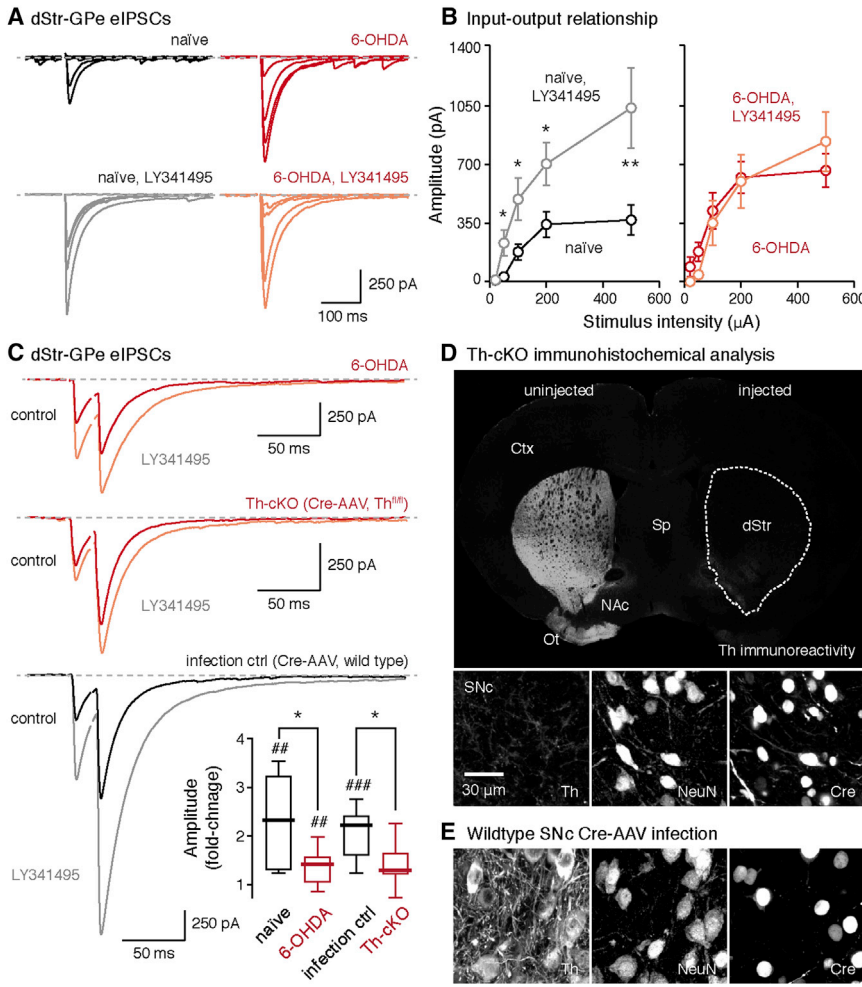 A dStr-GPe eIPSCs
naïve
6-OHDA
naïve, LY341495
6-OHDA, LY341495
250 pA
100 ms
B Input-output relationship
Amplitude (pA)
1400
1050
700
350
0
naïve,
LY341495
*
*
*
**
naïve
0 200 400 600
6-OHDA,
LY341495
6-OHDA
0 200 400 600
Stimulus intensity (µA)
C dStr-GPe eIPSCs
6-OHDA
control
LY341495
250 pA
50 ms
Th-cKO (Cre-AAV, Thfl/fl)
control
LY341495
250 pA
50 ms
infection ctrl (Cre-AAV, wild type)
control
LY341495
250 pA
50 ms
Amplitude
(fold-chnage)
4
3
2
1
*
*
##
##
###
naïve
6-OHDA
infection ctrl
Th-cKO
D Th-cKO immunohistochemical analysis
uninjected
injected
Ctx
Sp
dStr
NAc
Ot
Th immunoreactivity
SNc
30 µm
Th
NeuN
Cre
E Wildtype SNc Cre-AAV infection
Th
NeuN
Cre